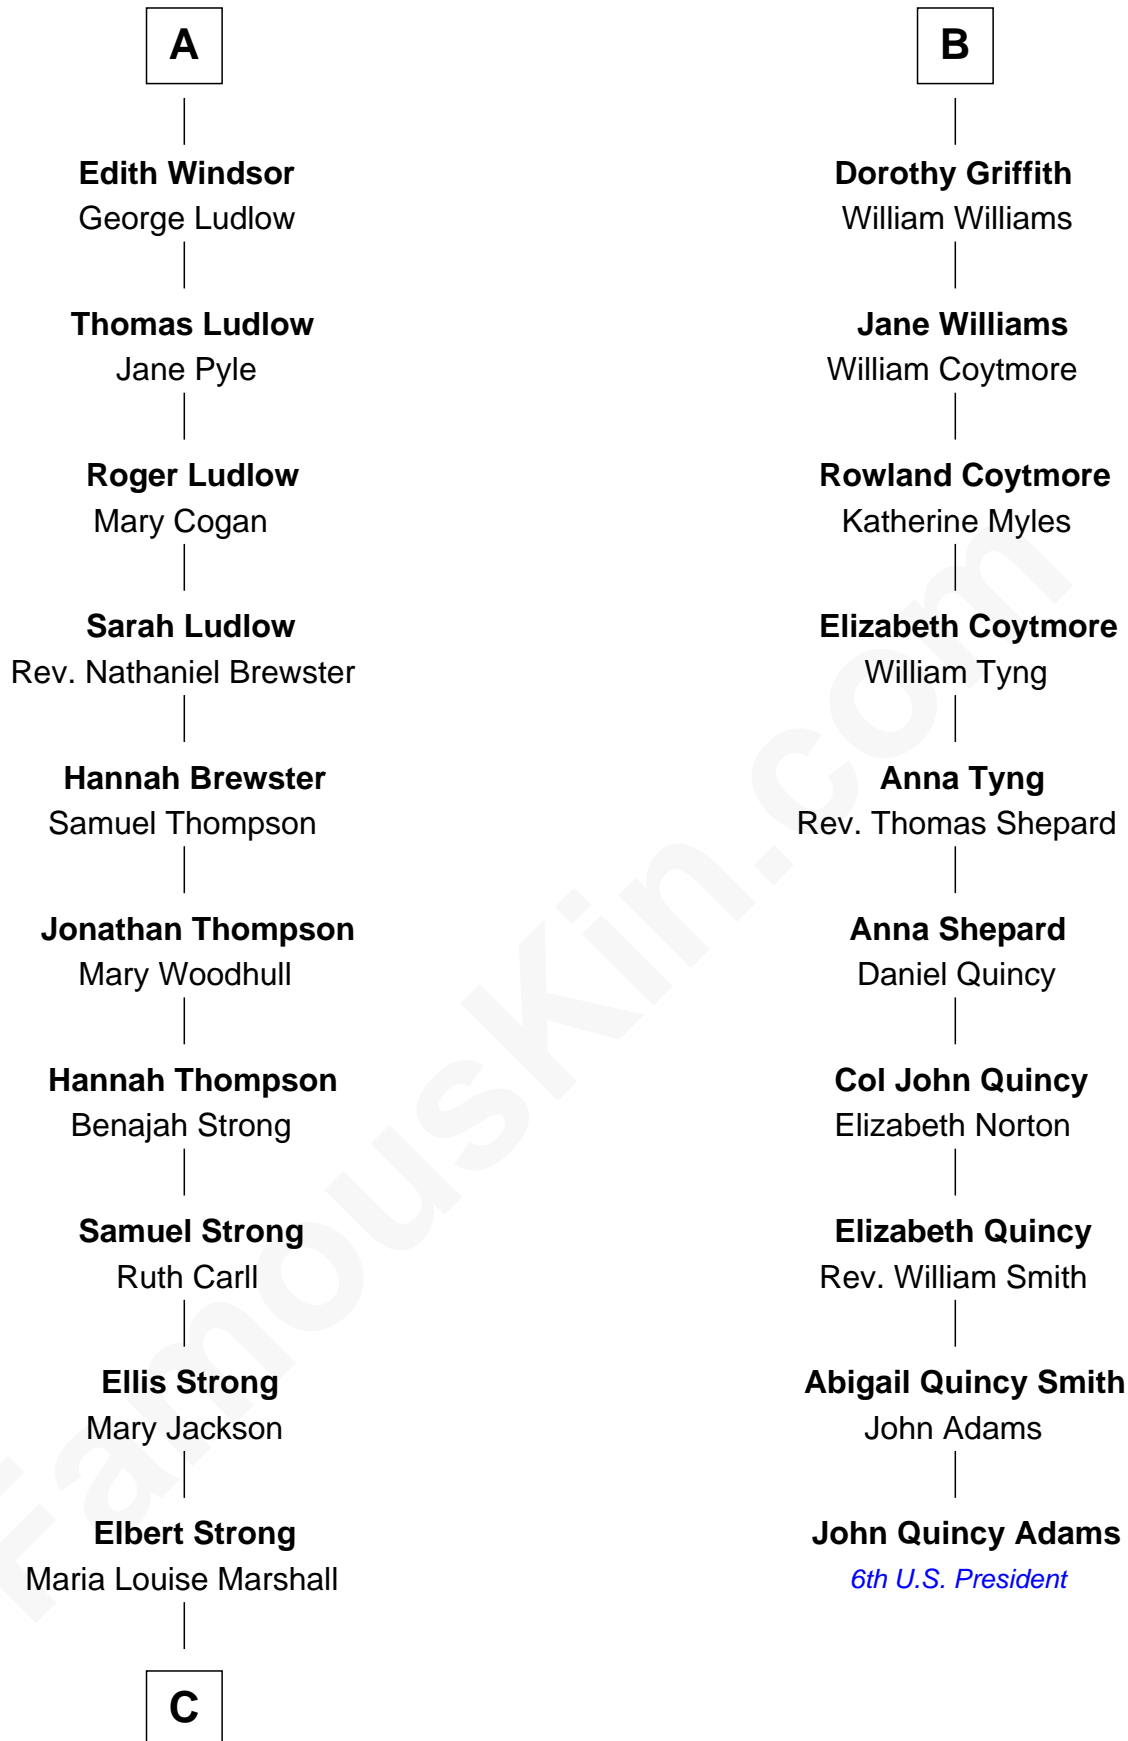 A
Edith Windsor
George Ludlow
Thomas Ludlow
Jane Pyle
Roger Ludlow
Mary Cogan
Sarah Ludlow
Rev. Nathaniel Brewster
Hannah Brewster
Samuel Thompson
Jonathan Thompson
Mary Woodhull
Hannah Thompson
Benajah Strong
Samuel Strong
Ruth Carll
Ellis Strong
Mary Jackson
Elbert Strong
Maria Louise Marshall
C
B
Dorothy Griffith
William Williams
Jane Williams
William Coytmore
Rowland Coytmore
Katherine Myles
Elizabeth Coytmore
William Tyng
Anna Tyng
Rev. Thomas Shepard
Anna Shepard
Daniel Quincy
Col John Quincy
Elizabeth Norton
Elizabeth Quincy
Rev. William Smith
Abigail Quincy Smith
John Adams
John Quincy Adams
6th U.S. President
FamousKin.com